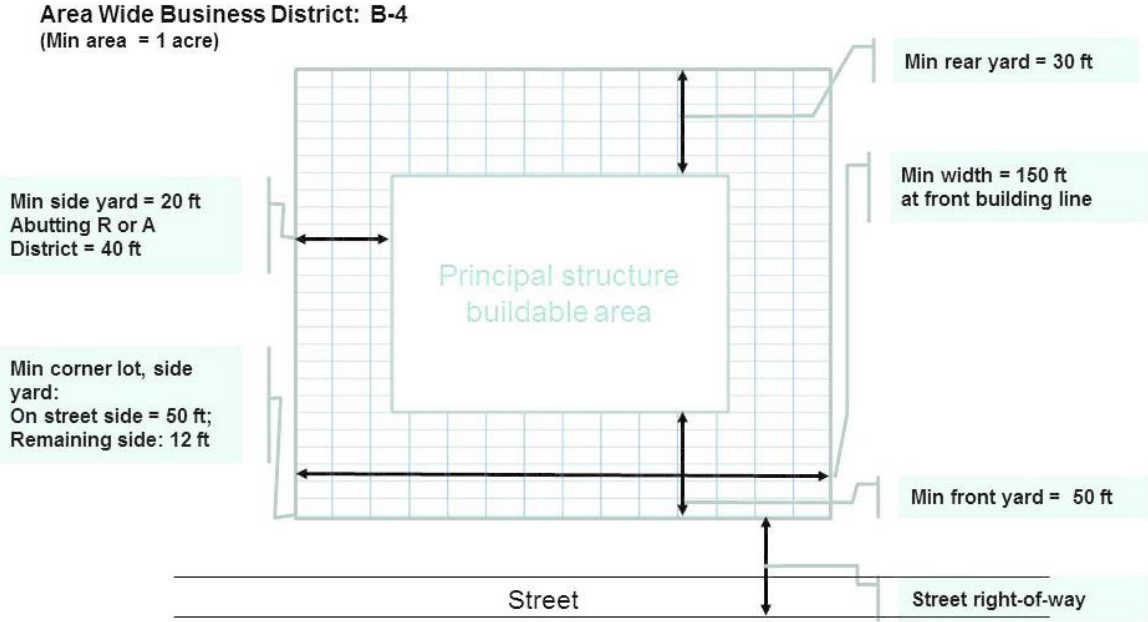 Area Wide Business District: B-4
(Min area = 1 acre)
Min rear yard = 30 ft
Min width = 150 ft
at front building line
Min side yard = 20 ft
Abutting R or A
District = 40 ft
Principal structure
buildable area
Min corner lot, side
yard:
On street side = 50 ft;
Remaining side: 12 ft
Min front yard = 50 ft
Street
Street right-of-way